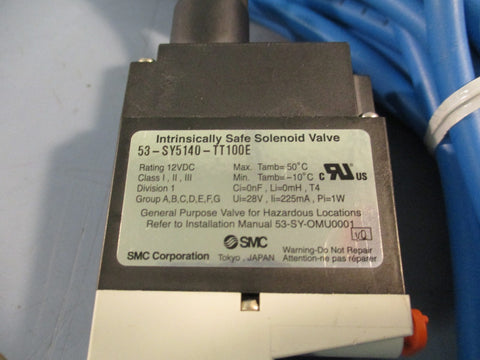 Intrinsically Safe Solenoid Valve
53-SY5140-TT100E
Rating 12VDC Max. Tamb=50°C
Class I , II , III Min. Tamb=-10°C C RU US
Division 1 Ci=0nF , Li=0mH , T4
Group A,B,C,D,E,F,G Ui=28V , Ii=225mA , Pi=1W
General Purpose Valve for Hazardous Locations
Refer to Installation Manual 53-SY-OMU0001
SMC
SMC Corporation Tokyo , JAPAN Warning-Do Not Repair
Attention-ne pas réparer